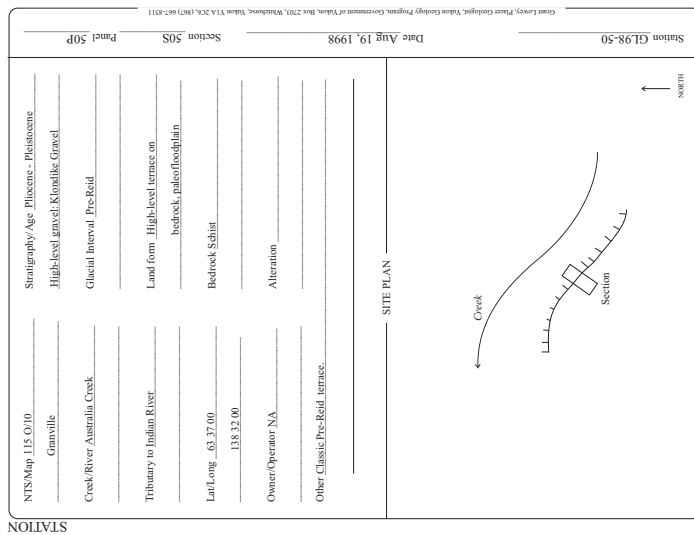 STATION
Station GL98-50
Date Aug 19, 1998
Section 50S
Panel 50P
NTS/Map 115 O/10
Granville
Creek/River Australia Creek
Tributary to Indian River
Lat/Long 63 37 00
138 32 00
Owner/Operator NA
Other Classic Pre-Reid terrace.
Stratigraphy/Age Pliocene - Pleistocene
High-level gravel: Klondike Gravel
Glacial Interval Pre-Reid
Land form High-level terrace on
bedrock, paleofloodplain
Bedrock Schist
Alteration
SITE PLAN
Creek
Section
NORTH
Grant Lowey, Placer Geologist, Yukon Geology Program, Government of Yukon, Box 2703, Whitehorse, Yukon Y1A 2C6, (867) 667-8511